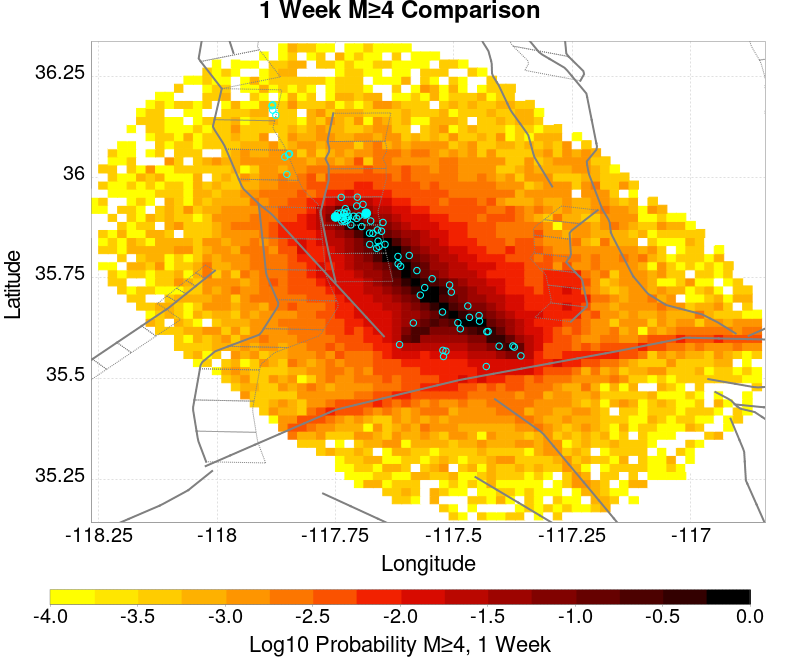 1 Week M≥4 Comparison
36.25
36
35.75
35.5
35.25
Latitude
-118.25 -118 -117.75 -117.5 -117.25 -117
Longitude
-4.0 -3.5 -3.0 -2.5 -2.0 -1.5 -1.0 -0.5 0.0
Log10 Probability M≥4, 1 Week